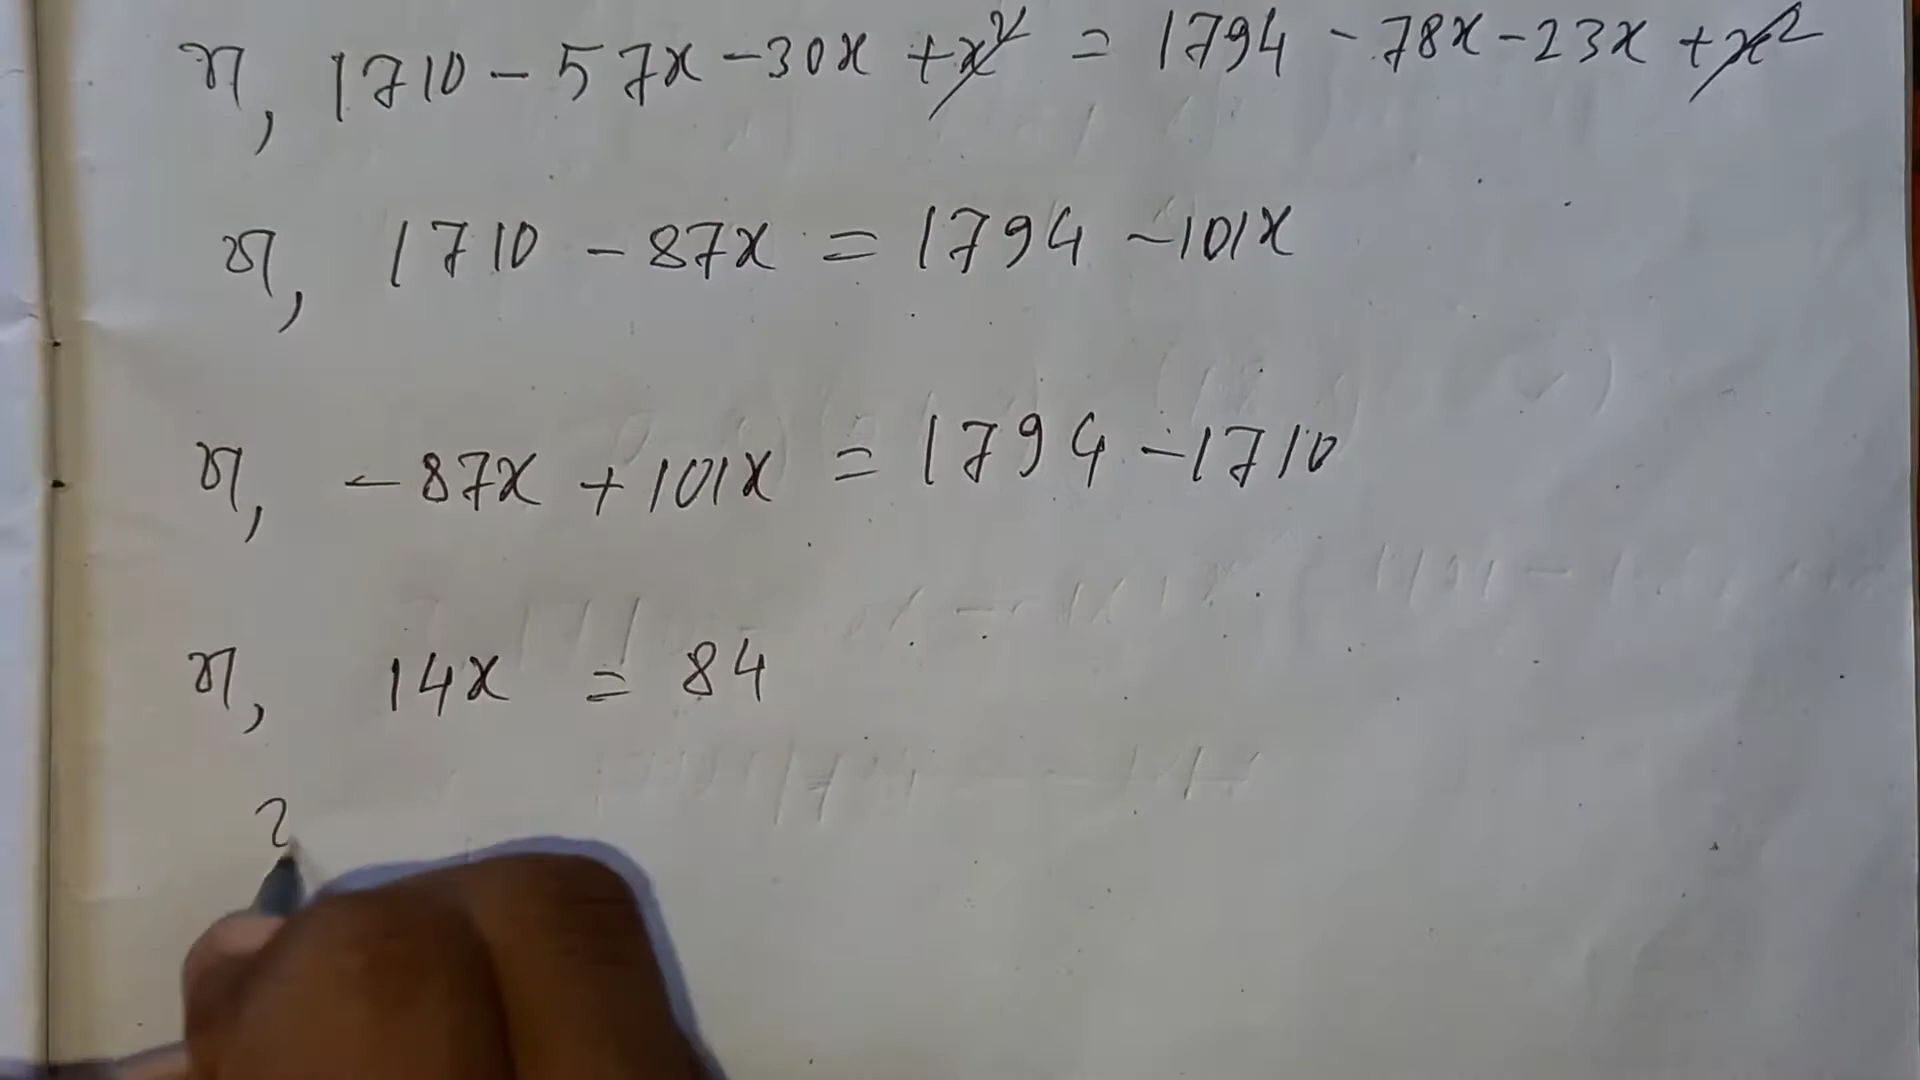 বা, 1710 - 57x - 30x + x² = 1794 - 78x - 23x + x²
বা, 1710 - 87x = 1794 - 101x
বা, - 87x + 101x = 1794 - 1710
বা, 14x = 84